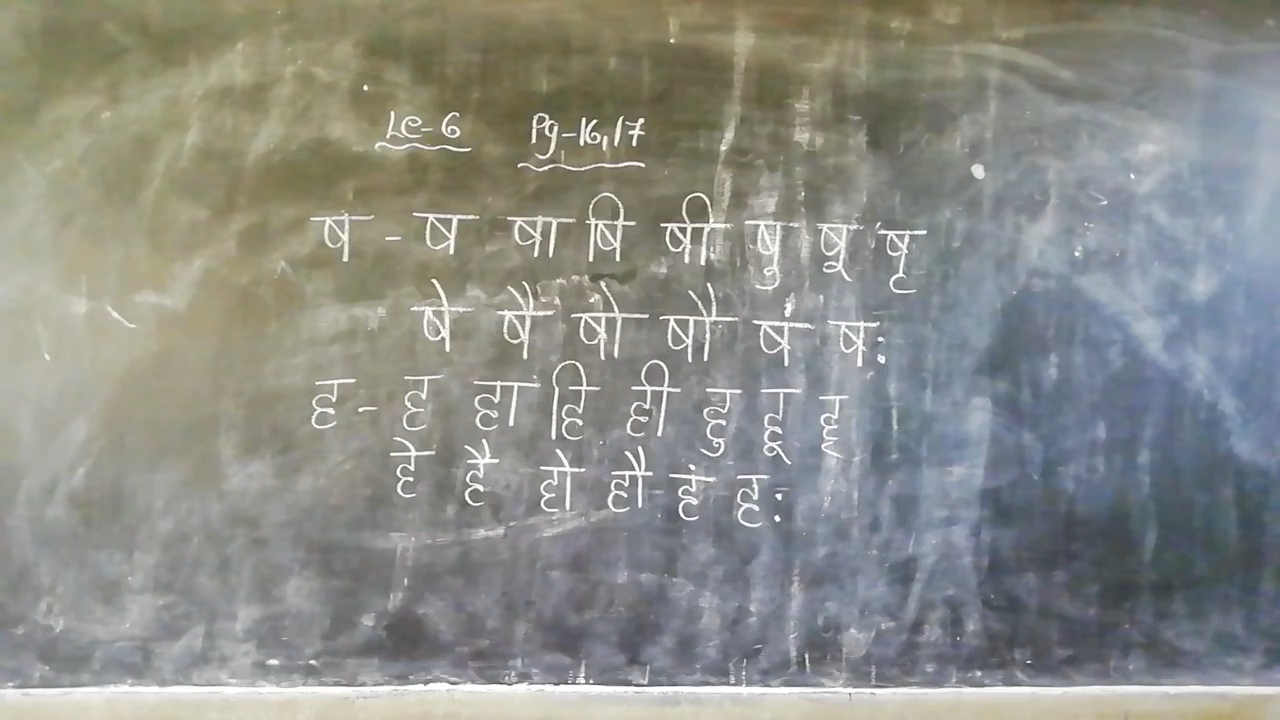 Le-6 Pg-16,17
ष - ष षा षि षी षु षू षृ
षे षै षो षौ षं षः
ह - ह हा हि ही हु हू हृ
हे है हो हौ हं हः